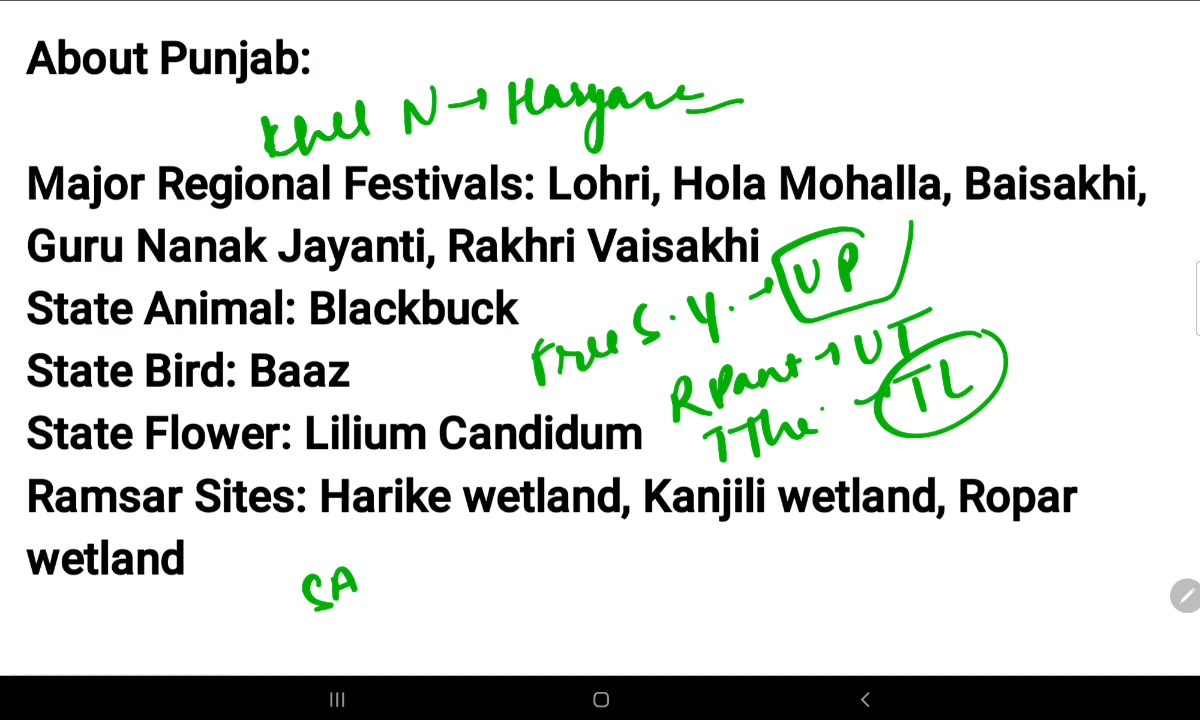 About Punjab:
Khel N → Haryana
Major Regional Festivals: Lohri, Hola Mohalla, Baisakhi,
Guru Nanak Jayanti, Rakhri Vaisakhi
Free S.Y. → UP
State Animal: Blackbuck
R Pant → UT
State Bird: Baaz
T The → TL
State Flower: Lilium Candidum
Ramsar Sites: Harike wetland, Kanjili wetland, Ropar
wetland
SA